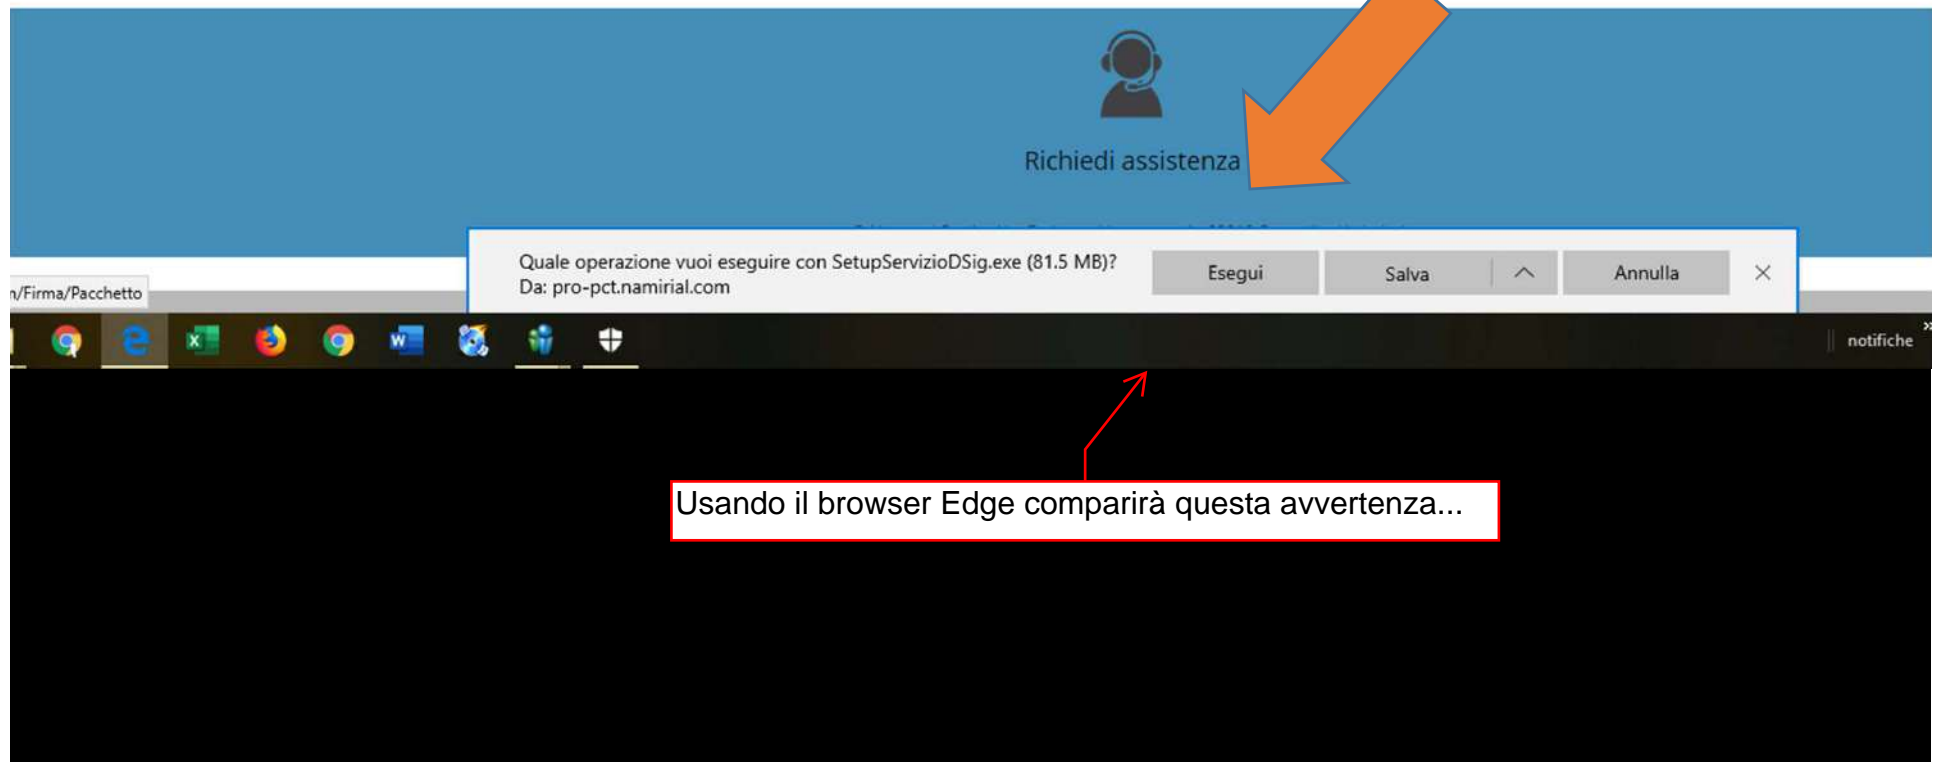 Richiedi assistenza
Quale operazione vuoi eseguire con SetupServizioDSig.exe (81.5 MB)?
Da: pro-pct.namirial.com
Esegui
Salva
Annulla
n/Firma/Pacchetto
notifiche
Usando il browser Edge comparirà questa avvertenza...